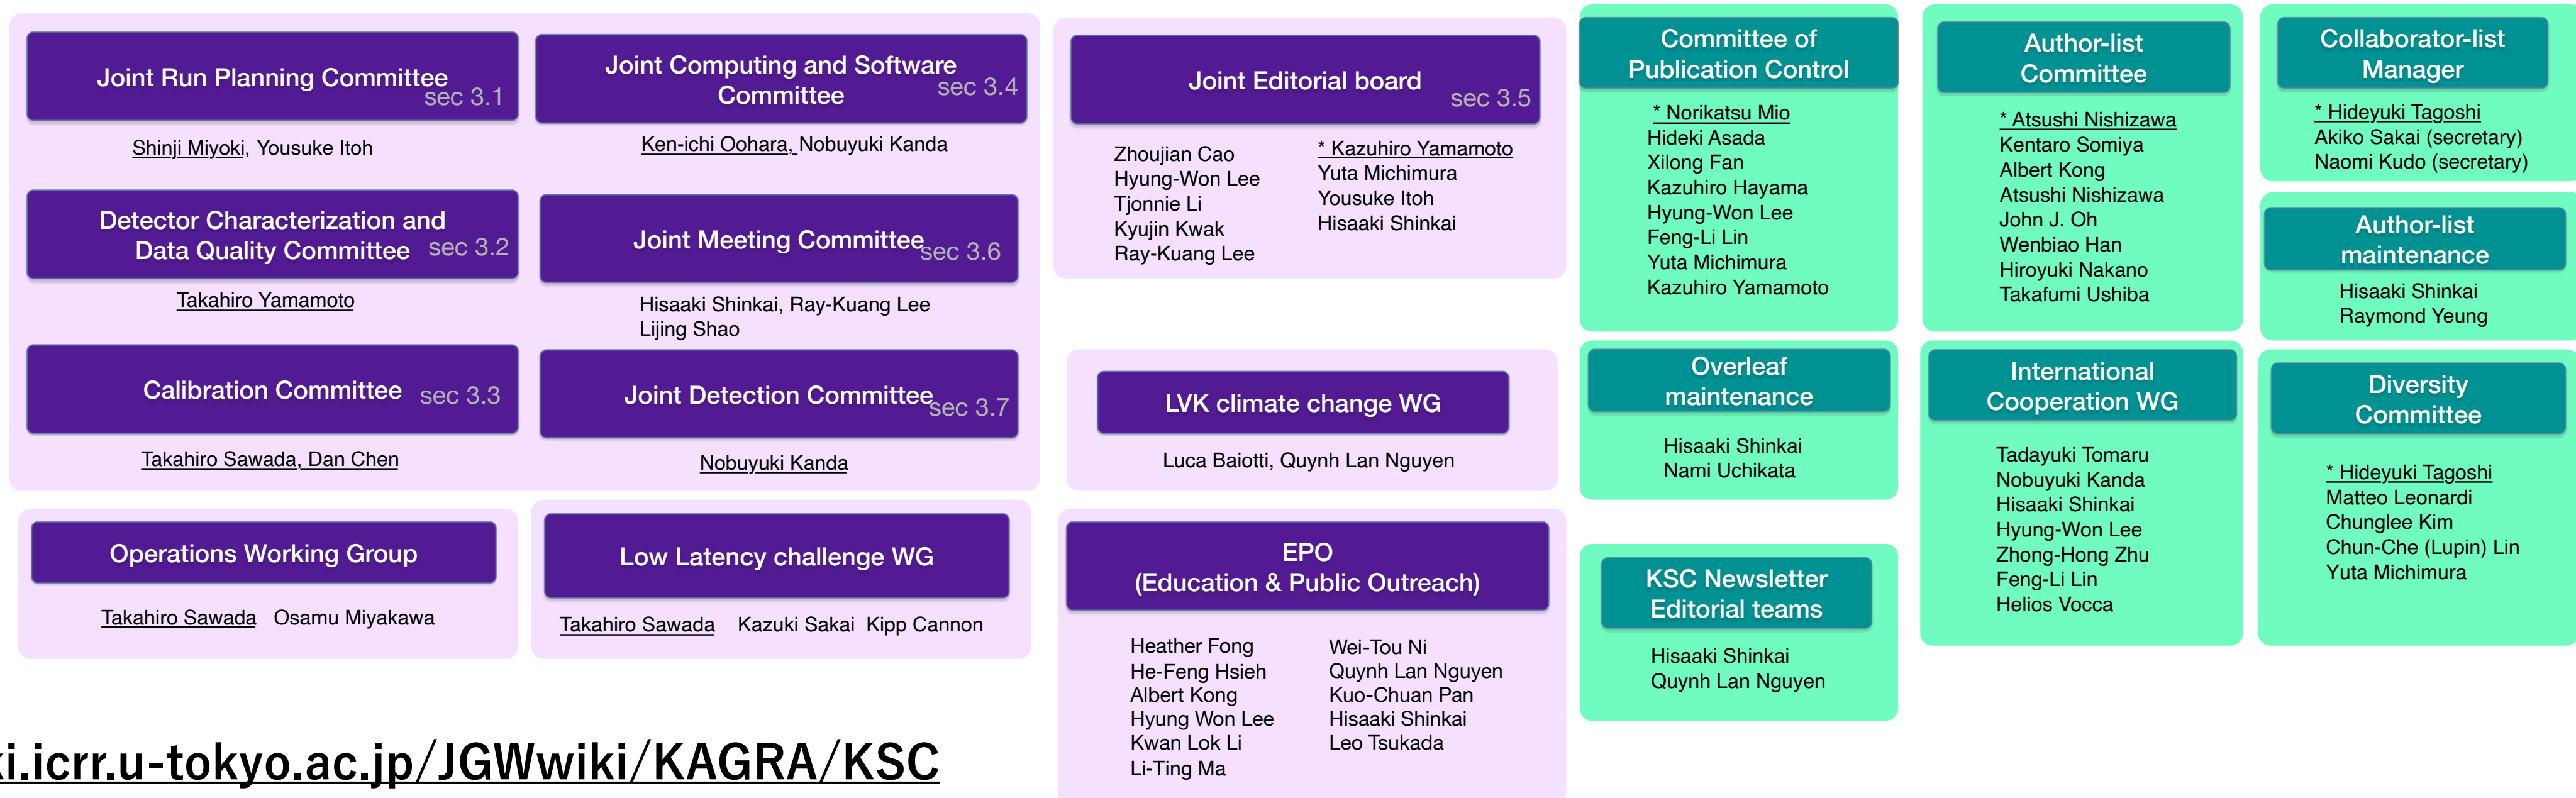 Joint Run Planning Committee
sec 3.1
Shinji Miyoki, Yousuke Itoh
Joint Computing and Software
Committee
sec 3.4
Ken-ichi Oohara, Nobuyuki Kanda
Detector Characterization and
Data Quality Committee
sec 3.2
Takahiro Yamamoto
Joint Meeting Committee
sec 3.6
Hisaaki Shinkai, Ray-Kuang Lee
Lijing Shao
Calibration Committee
sec 3.3
Takahiro Sawada, Dan Chen
Joint Detection Committee
sec 3.7
Nobuyuki Kanda
Operations Working Group
Takahiro Sawada Osamu Miyakawa
Low Latency challenge WG
Takahiro Sawada Kazuki Sakai Kipp Cannon
ki.icrr.u-tokyo.ac.jp/JGWwiki/KAGRA/KSC
Joint Editorial board
sec 3.5
Zhoujian Cao
Hyung-Won Lee
Tjonnie Li
Kyujin Kwak
Ray-Kuang Lee
* Kazuhiro Yamamoto
Yuta Michimura
Yousuke Itoh
Hisaaki Shinkai
LVK climate change WG
Luca Baiotti, Quynh Lan Nguyen
EPO
(Education & Public Outreach)
Heather Fong
He-Feng Hsieh
Albert Kong
Hyung Won Lee
Kwan Lok Li
Li-Ting Ma
Wei-Tou Ni
Quynh Lan Nguyen
Kuo-Chuan Pan
Hisaaki Shinkai
Leo Tsukada
Committee of
Publication Control
* Norikatsu Mio
Hideki Asada
Xilong Fan
Kazuhiro Hayama
Hyung-Won Lee
Feng-Li Lin
Yuta Michimura
Kazuhiro Yamamoto
Overleaf
maintenance
Hisaaki Shinkai
Nami Uchikata
KSC Newsletter
Editorial teams
Hisaaki Shinkai
Quynh Lan Nguyen
Author-list
Committee
* Atsushi Nishizawa
Kentaro Somiya
Albert Kong
Atsushi Nishizawa
John J. Oh
Wenbiao Han
Hiroyuki Nakano
Takafumi Ushiba
International
Cooperation WG
Tadayuki Tomaru
Nobuyuki Kanda
Hisaaki Shinkai
Hyung-Won Lee
Zhong-Hong Zhu
Feng-Li Lin
Helios Vocca
Collaborator-list
Manager
* Hideyuki Tagoshi
Akiko Sakai (secretary)
Naomi Kudo (secretary)
Author-list
maintenance
Hisaaki Shinkai
Raymond Yeung
Diversity
Committee
* Hideyuki Tagoshi
Matteo Leonardi
Chunglee Kim
Chun-Che (Lupin) Lin
Yuta Michimura